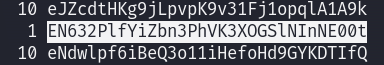 10 eJZcdtHKg9jLpvpK9v31Fj1opqlA1A9k
1 EN632PlfYiZbn3PhVK3XOGSlNInNE00t
10 eNdwlpf6iBeQ3o11iHefoHd9GYKDTIfQ